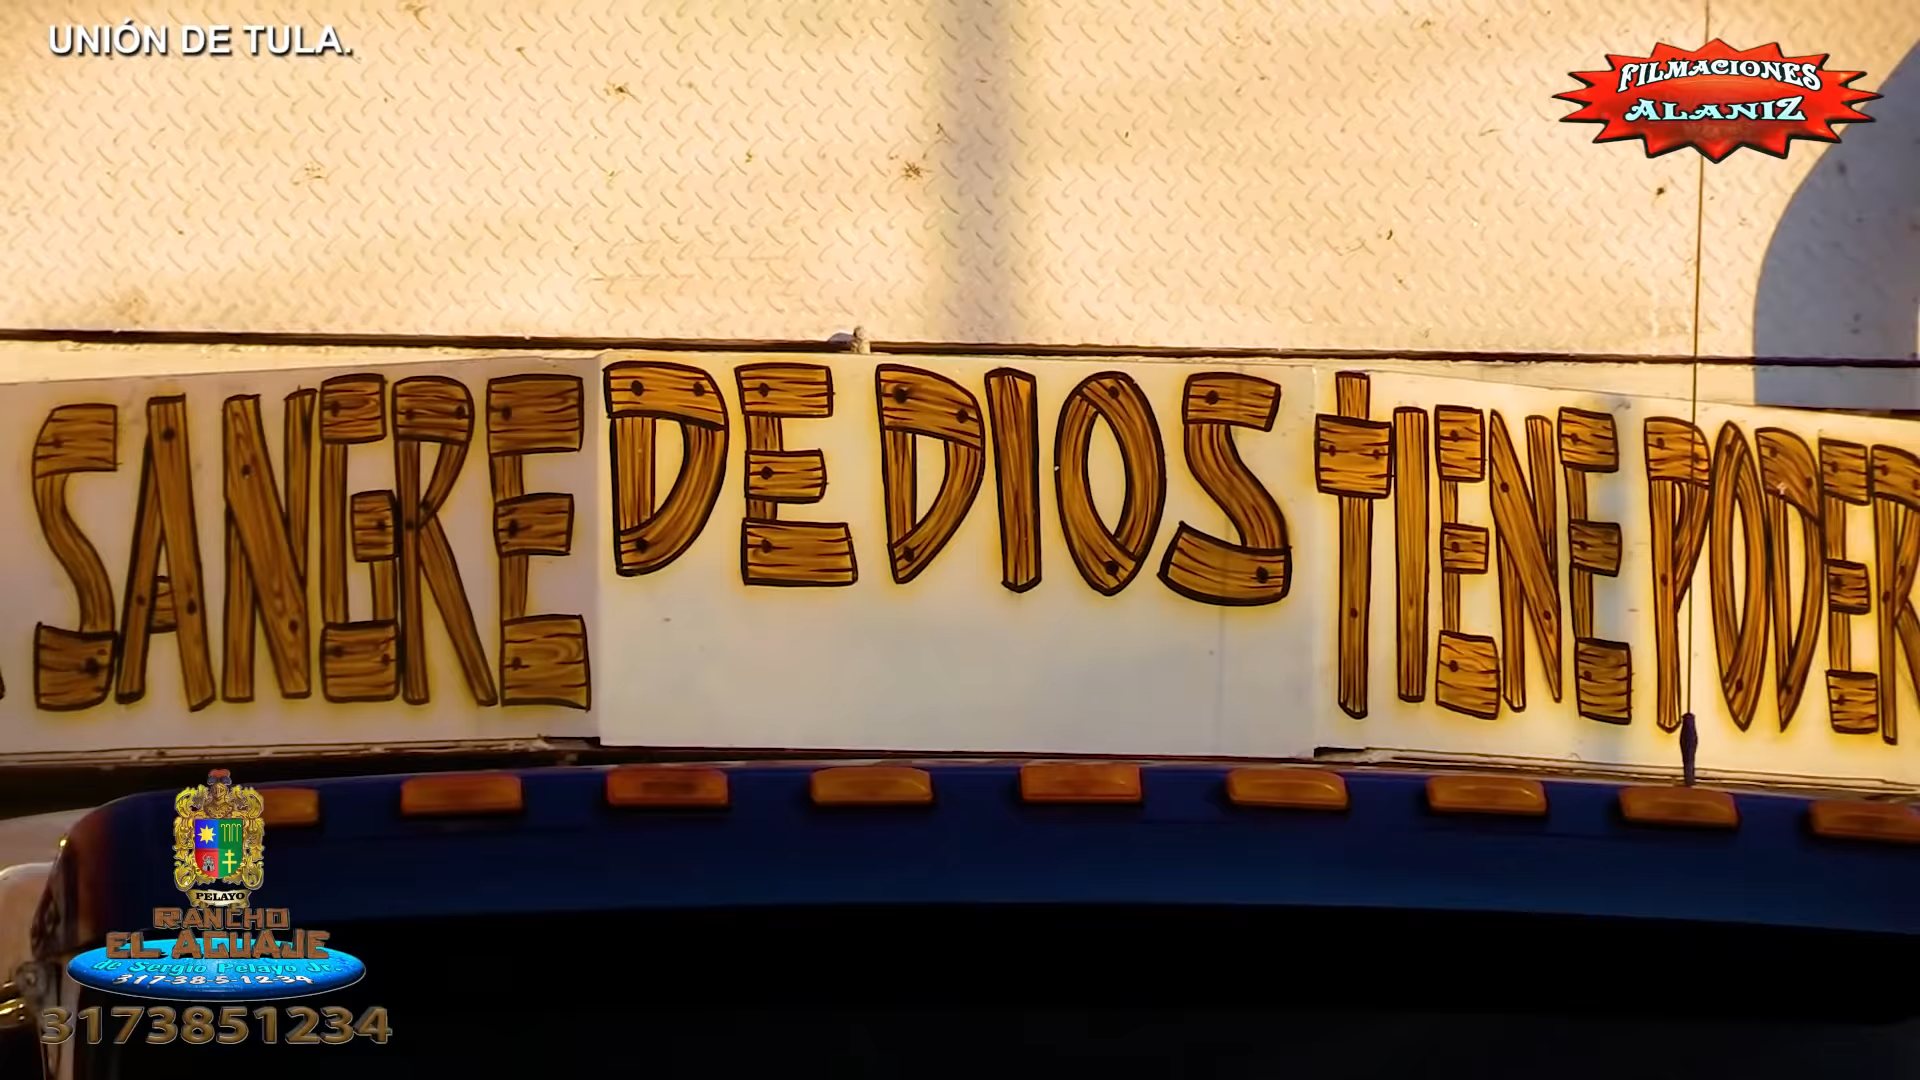 UNIÓN DE TULA.
FILMACIONES
ALANIZ
SANGRE DE DIOS TIENE PODER
PELAYO
RANCHO
EL AGUAJE
de Sergio Pelayo Jr.
317-38-5-12-34
3173851234